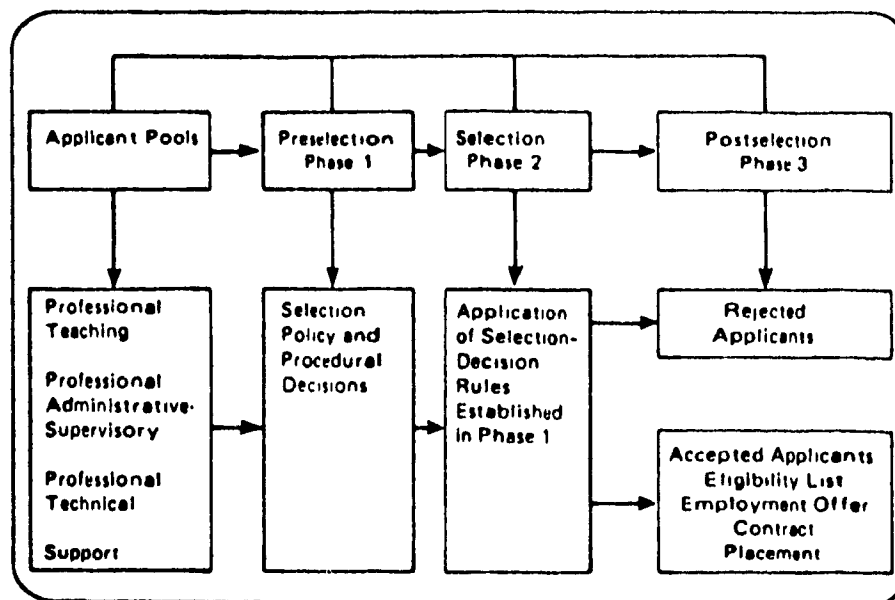 Applicant Pools
Preselection
Phase 1
Selection
Phase 2
Postselection
Phase 3
Professional
Teaching
Professional
Administrative-
Supervisory
Professional
Technical
Support
Selection
Policy and
Procedural
Decisions
Application
of Selection-
Decision
Rules
Established
in Phase 1
Rejected
Applicants
Accepted Applicants
Eligibility List
Employment Offer
Contract
Placement